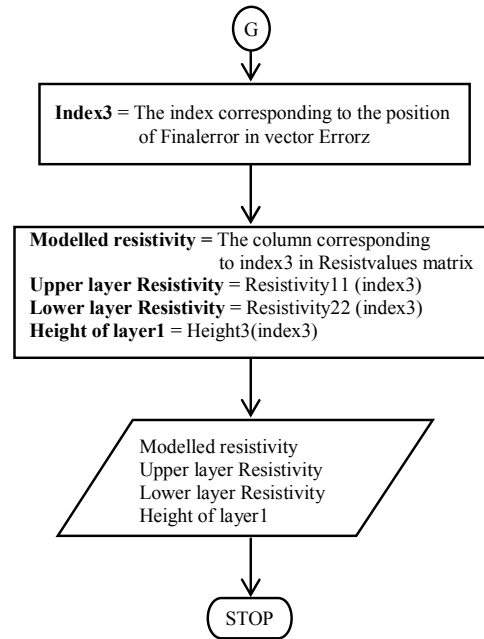 G
Index3 = The index corresponding to the position
of Finalerror in vector Errorz
Modelled resistivity = The column corresponding
to index3 in Resistvalues matrix
Upper layer Resistivity = Resistivity11 (index3)
Lower layer Resistivity = Resistivity22 (index3)
Height of layer1 = Height3(index3)
Modelled resistivity
Upper layer Resistivity
Lower layer Resistivity
Height of layer1
STOP